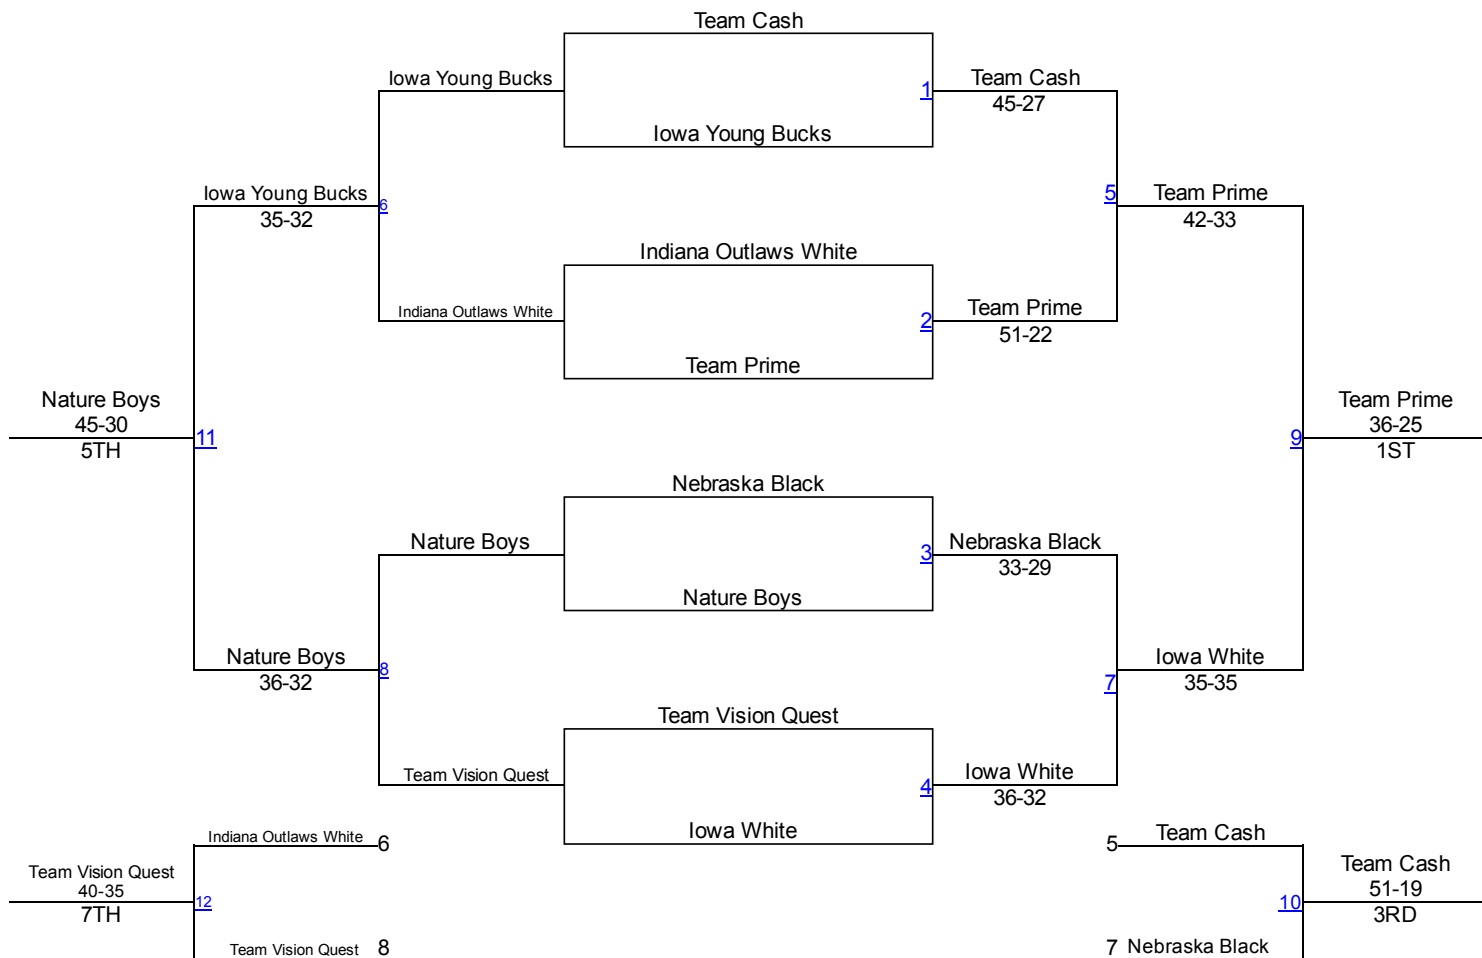 Team Cash
Iowa Young Bucks
1
Team Cash
45-27
Iowa Young Bucks
Iowa Young Bucks
35-32
6
5
Team Prime
42-33
Indiana Outlaws White
Indiana Outlaws White
2
Team Prime
51-22
Team Prime
Nature Boys
45-30
5TH
11
9
Team Prime
36-25
1ST
Nebraska Black
Nature Boys
3
Nebraska Black
33-29
Nature Boys
Nature Boys
36-32
8
7
Iowa White
35-35
Team Vision Quest
Team Vision Quest
4
Iowa White
36-32
Iowa White
Indiana Outlaws White 6
5 Team Cash
Team Vision Quest
40-35
7TH
12
10
Team Cash
51-19
3RD
Team Vision Quest 8
7 Nebraska Black